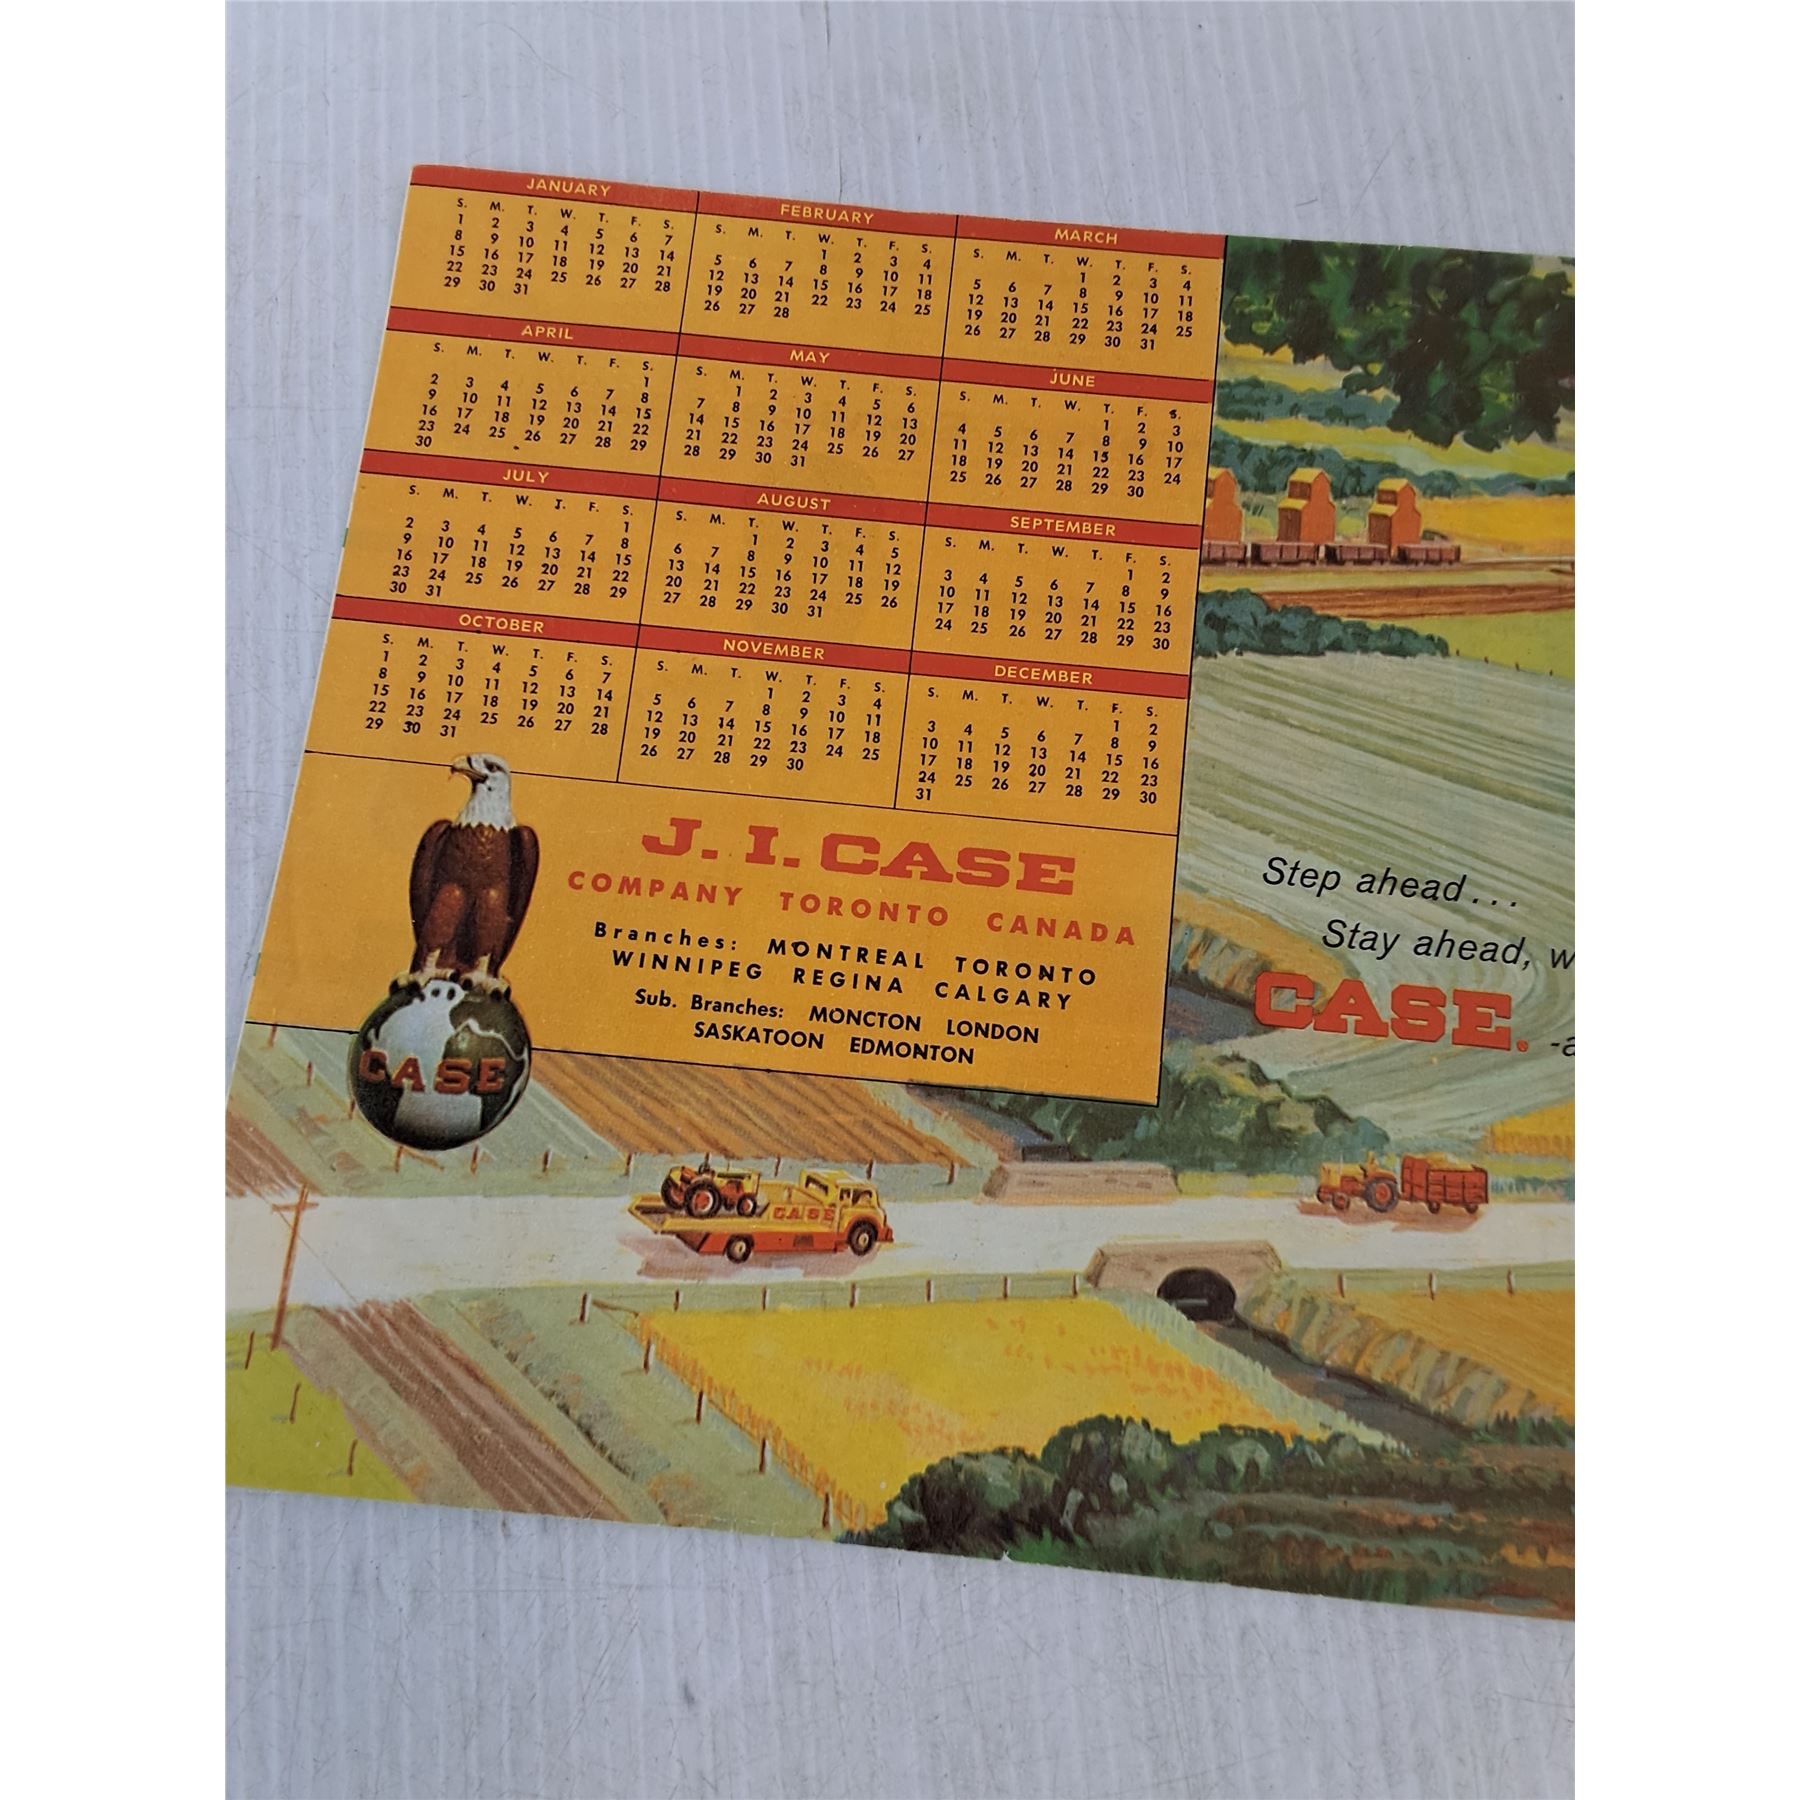 JANUARY
S. M. T. W. T. F. S.
1 2 3 4 5 6 7
8 9 10 11 12 13 14
15 16 17 18 19 20 21
22 23 24 25 26 27 28
29 30 31
FEBRUARY
S. M. T. W. T. F. S.
1 2 3 4
5 6 7 8 9 10 11
12 13 14 15 16 17 18
19 20 21 22 23 24 25
26 27 28
MARCH
S. M. T. W. T. F. S.
1 2 3 4
5 6 7 8 9 10 11
12 13 14 15 16 17 18
19 20 21 22 23 24 25
26 27 28 29 30 31
APRIL
S. M. T. W. T. F. S.
1
2 3 4 5 6 7 8
9 10 11 12 13 14 15
16 17 18 19 20 21 22
23 24 25 26 27 28 29
30
MAY
S. M. T. W. T. F. S.
1 2 3 4 5 6
7 8 9 10 11 12 13
14 15 16 17 18 19 20
21 22 23 24 25 26 27
28 29 30 31
JUNE
S. M. T. W. T. F. S.
1 2 3
4 5 6 7 8 9 10
11 12 13 14 15 16 17
18 19 20 21 22 23 24
25 26 27 28 29 30
JULY
S. M. T. W. T. F. S.
1
2 3 4 5 6 7 8
9 10 11 12 13 14 15
16 17 18 19 20 21 22
23 24 25 26 27 28 29
30 31
AUGUST
S. M. T. W. T. F. S.
1 2 3 4 5
6 7 8 9 10 11 12
13 14 15 16 17 18 19
20 21 22 23 24 25 26
27 28 29 30 31
SEPTEMBER
S. M. T. W. T. F. S.
1 2
3 4 5 6 7 8 9
10 11 12 13 14 15 16
17 18 19 20 21 22 23
24 25 26 27 28 29 30
OCTOBER
S. M. T. W. T. F. S.
1 2 3 4 5 6 7
8 9 10 11 12 13 14
15 16 17 18 19 20 21
22 23 24 25 26 27 28
29 30 31
NOVEMBER
S. M. T. W. T. F. S.
1 2 3 4
5 6 7 8 9 10 11
12 13 14 15 16 17 18
19 20 21 22 23 24 25
26 27 28 29 30
DECEMBER
S. M. T. W. T. F. S.
1 2
3 4 5 6 7 8 9
10 11 12 13 14 15 16
17 18 19 20 21 22 23
24 25 26 27 28 29 30
31
J. I. CASE
COMPANY TORONTO CANADA
Branches: MONTREAL TORONTO
WINNIPEG REGINA CALGARY
Sub. Branches: MONCTON LONDON
SASKATOON EDMONTON
CASE
Step ahead...
Stay ahead,
CASE.
CASE